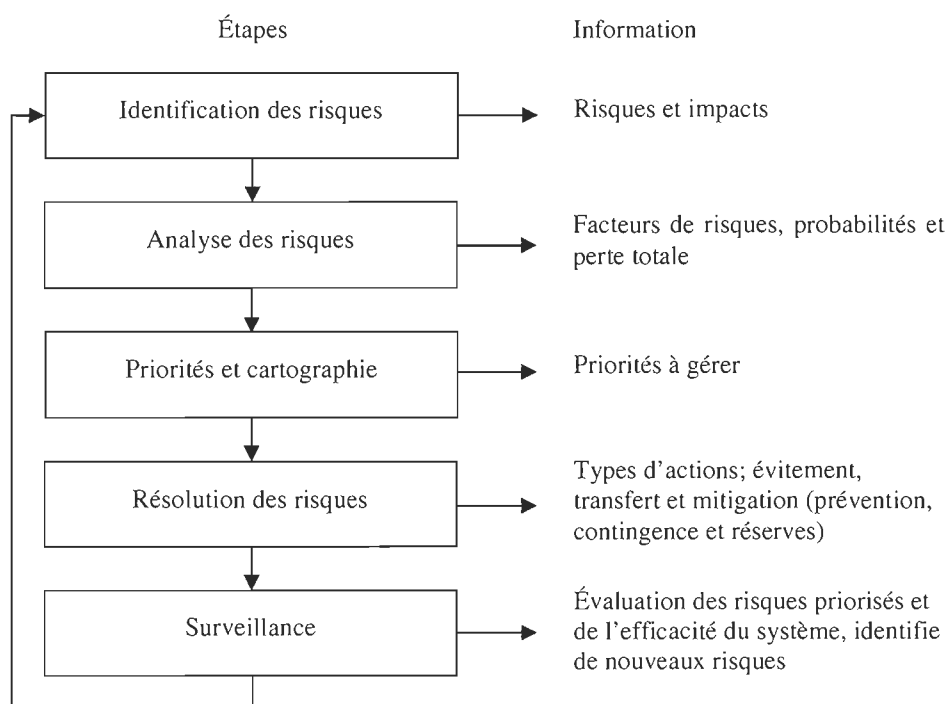 Étapes
Information
Identification des risques
Risques et impacts
Analyse des risques
Facteurs de risques, probabilités et
perte totale
Priorités et cartographie
Priorités à gérer
Résolution des risques
Types d'actions; évitement,
transfert et mitigation (prévention,
contingence et réserves)
Surveillance
Évaluation des risques priorisés et
de l'efficacité du système, identifie
de nouveaux risques